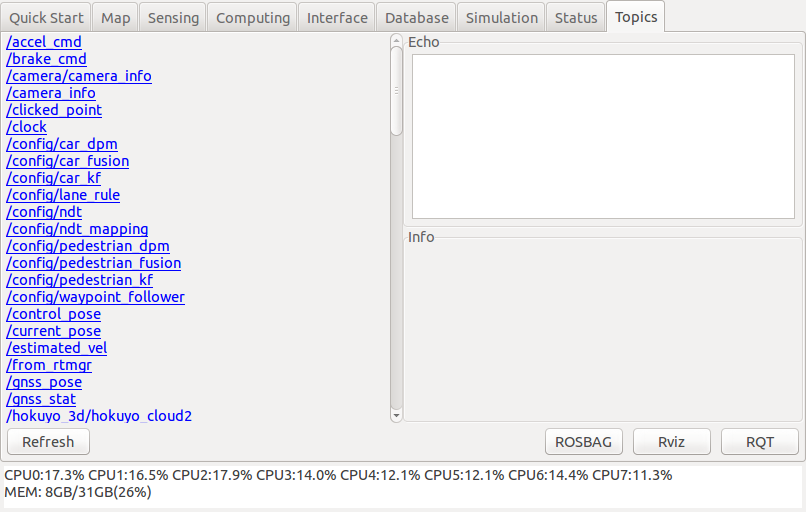 Quick Start Map Sensing Computing Interface Database Simulation Status Topics
/accel_cmd
/brake_cmd
/camera/camera_info
/camera_info
/clicked_point
/clock
/config/car_dpm
/config/car_fusion
/config/car_kf
/config/lane_rule
/config/ndt
/config/ndt_mapping
/config/pedestrian_dpm
/config/pedestrian_fusion
/config/pedestrian_kf
/config/waypoint_follower
/control_pose
/current_pose
/estimated_vel
/from_rtmgr
/gnss_pose
/gnss_stat
/hokuyo_3d/hokuyo_cloud2
Echo
Info
Refresh ROSBAG Rviz RQT
CPU0:17.3% CPU1:16.5% CPU2:17.9% CPU3:14.0% CPU4:12.1% CPU5:12.1% CPU6:14.4% CPU7:11.3%
MEM: 8GB/31GB(26%)